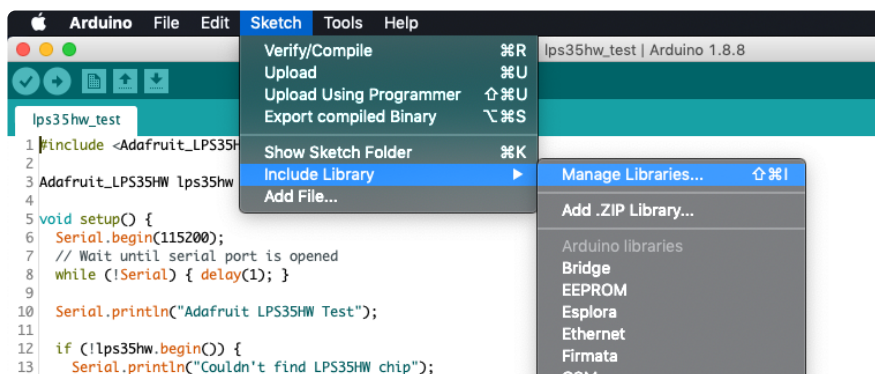 Arduino File Edit Sketch Tools Help
lps35hw_test | Arduino 1.8.8
Verify/Compile ⌘R
Upload ⌘U
Upload Using Programmer ⇧⌘U
Export compiled Binary ⌥⌘S
Show Sketch Folder ⌘K
Include Library ▶
Add File...
Manage Libraries... ⇧⌘I
Add .ZIP Library...
Arduino libraries
Bridge
EEPROM
Esplora
Ethernet
Firmata
lps35hw_test
1 #include <Adafruit_LPS35H
2
3 Adafruit_LPS35HW lps35hw
4
5 void setup() {
6 Serial.begin(115200);
7 // Wait until serial port is opened
8 while (!Serial) { delay(1); }
9
10 Serial.println("Adafruit LPS35HW Test");
11
12 if (!lps35hw.begin()) {
13 Serial.println("Couldn't find LPS35HW chip");